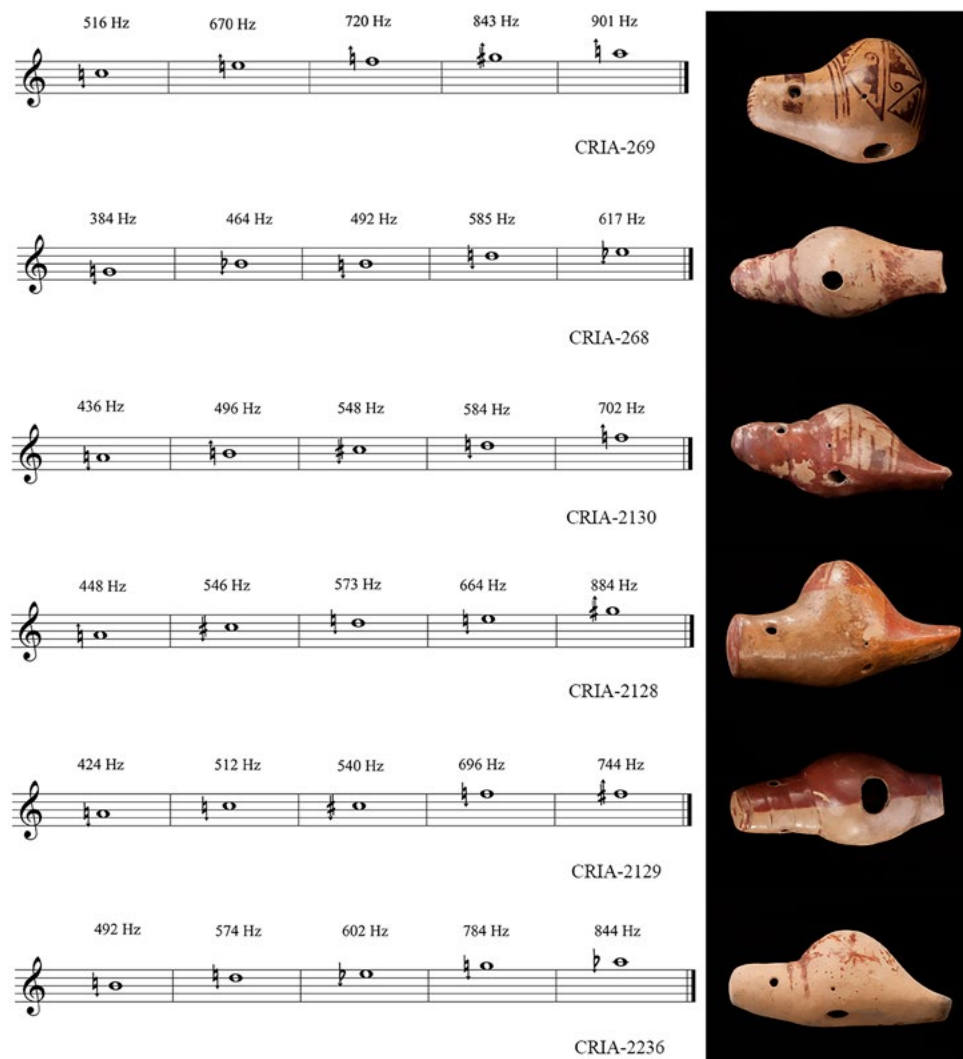 516 Hz 670 Hz 720 Hz 843 Hz 901 Hz
CRIA-269
384 Hz 464 Hz 492 Hz 585 Hz 617 Hz
CRIA-268
436 Hz 496 Hz 548 Hz 584 Hz 702 Hz
CRIA-2130
448 Hz 546 Hz 573 Hz 664 Hz 884 Hz
CRIA-2128
424 Hz 512 Hz 540 Hz 696 Hz 744 Hz
CRIA-2129
492 Hz 574 Hz 602 Hz 784 Hz 844 Hz
CRIA-2236